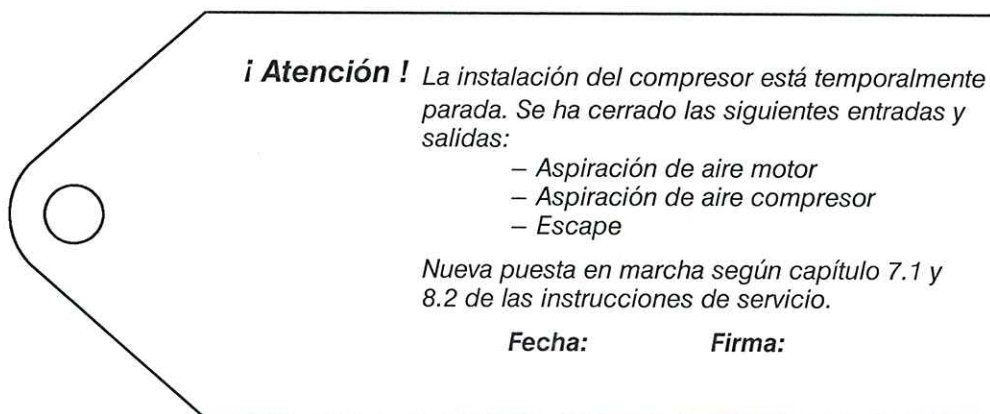 ¡ Atención ! La instalación del compresor está temporalmente
parada. Se ha cerrado las siguientes entradas y
salidas:
– Aspiración de aire motor
– Aspiración de aire compresor
– Escape
Nueva puesta en marcha según capítulo 7.1 y
8.2 de las instrucciones de servicio.
Fecha: Firma: